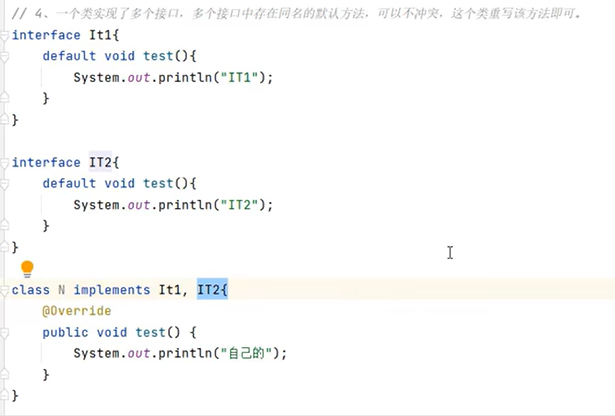 // 4、一个类实现了多个接口，多个接口中存在同名的默认方法，可以不冲突，这个类重写该方法即可。
interface It1{
default void test(){
System.out.println("IT1");
}
}
interface IT2{
default void test(){
System.out.println("IT2");
}
}
class N implements It1, IT2{
@Override
public void test() {
System.out.println("自己的");
}
}